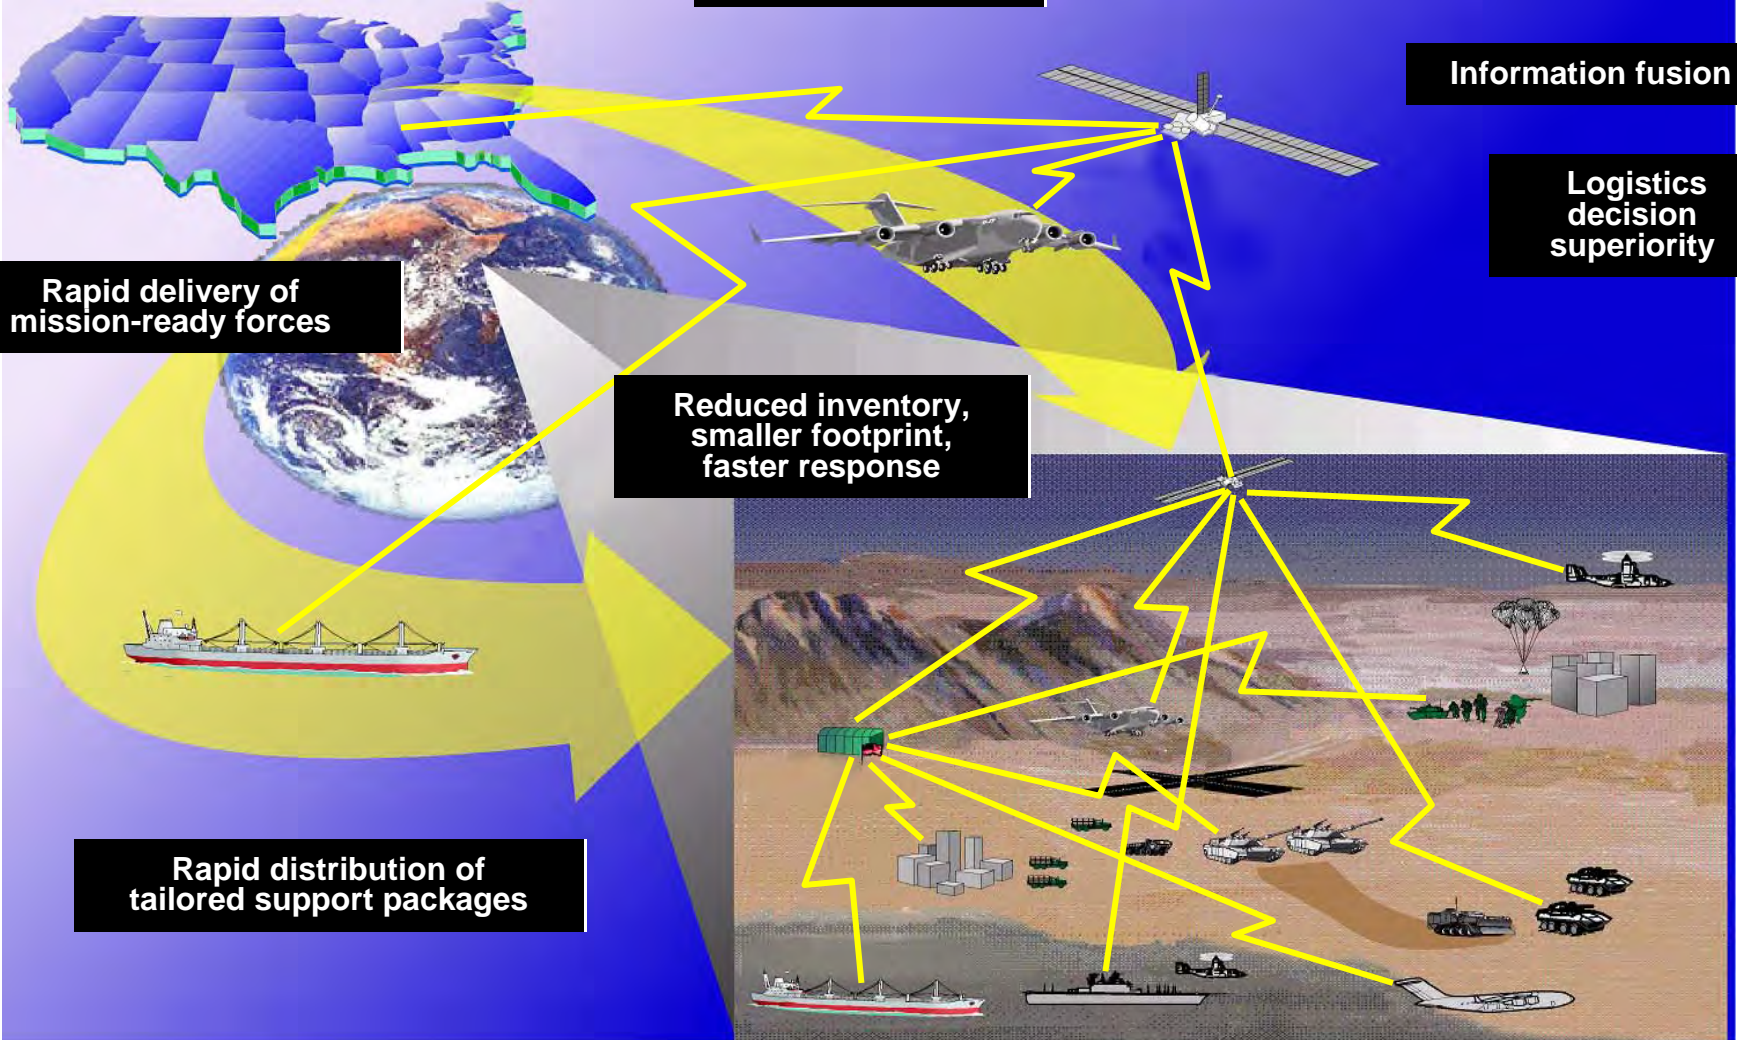 Information fusion
Logistics
decision
superiority
Rapid delivery of
mission-ready forces
Reduced inventory,
smaller footprint,
faster response
Rapid distribution of
tailored support packages